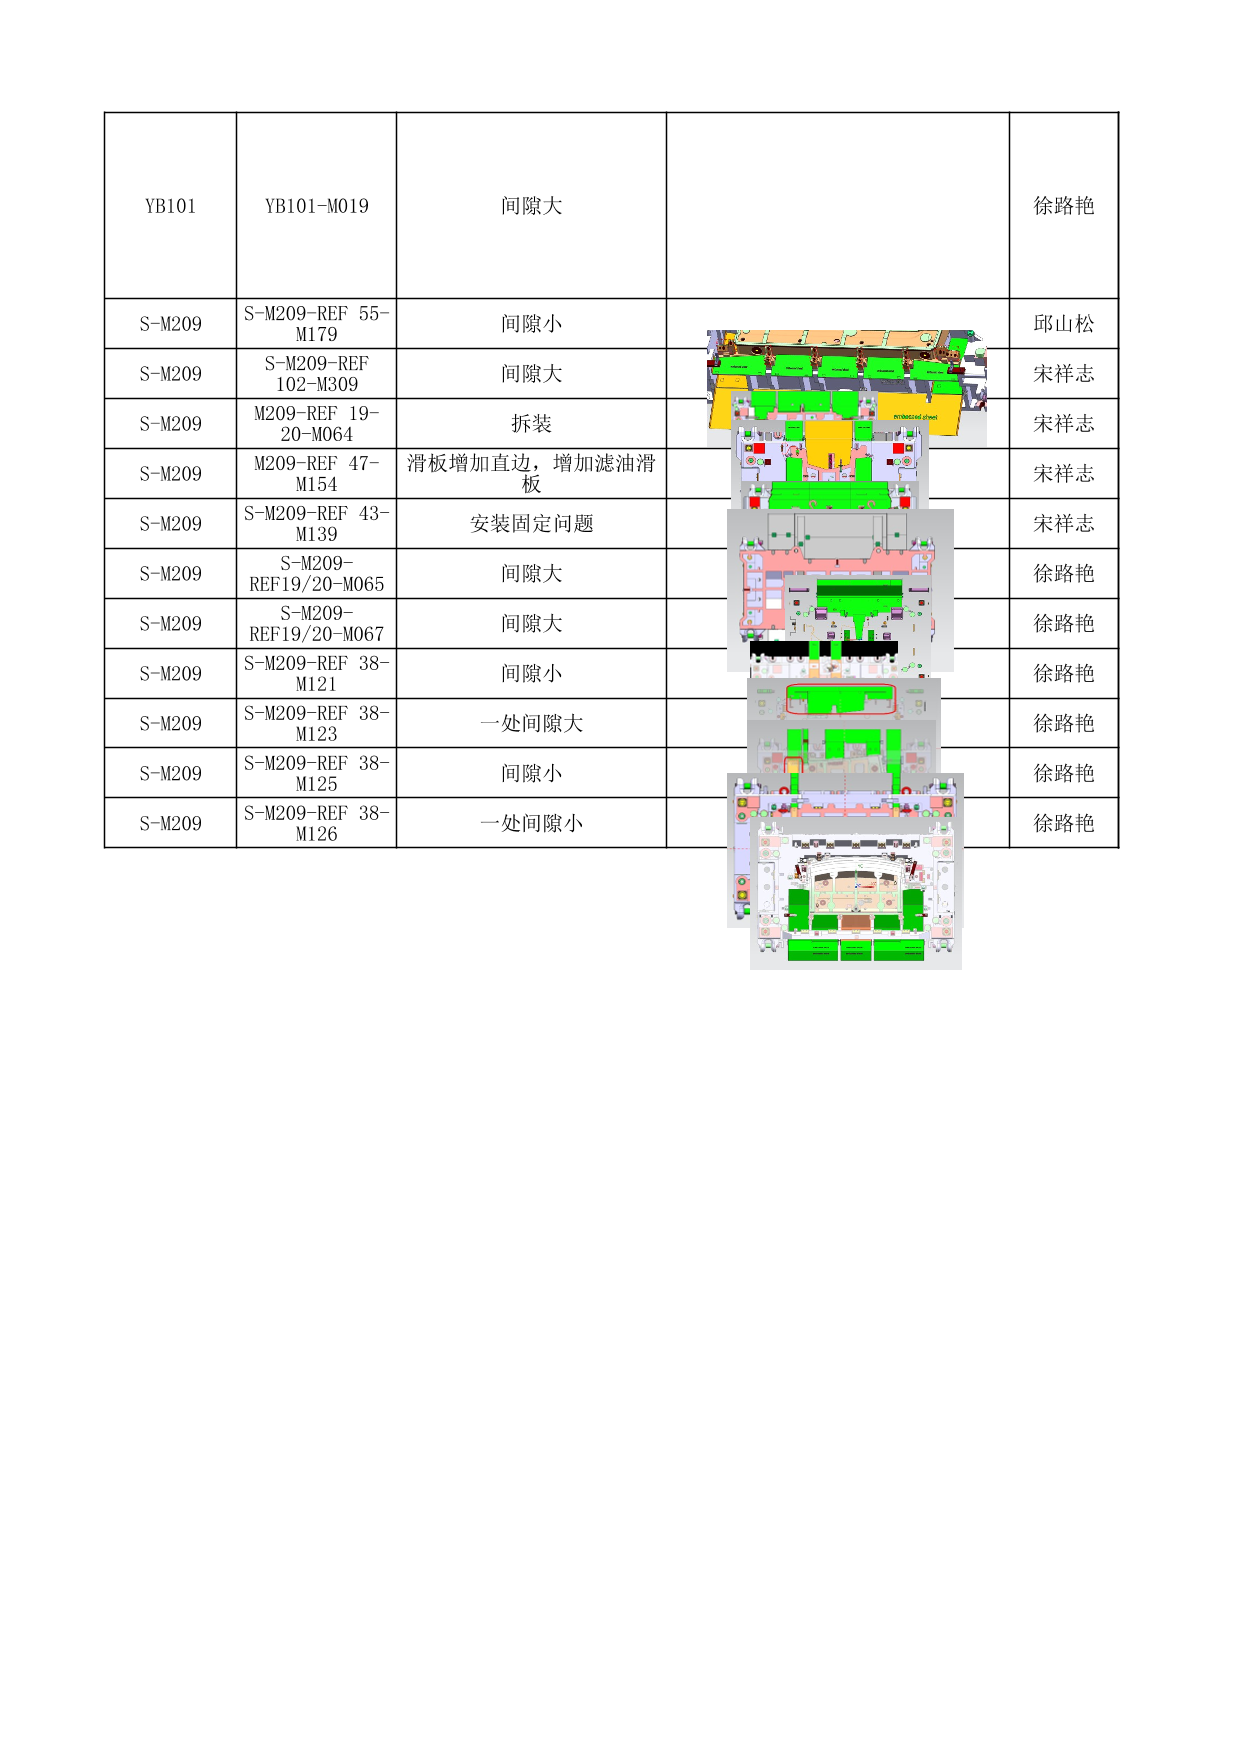 YB101 YB101-M019 间隙大 徐路艳
S-M209 S-M209-REF 55-
M179 间隙小 邱山松
S-M209 S-M209-REF
102-M309 间隙大 宋祥志
S-M209 M209-REF 19-
20-M064 拆装 宋祥志
S-M209 M209-REF 47-
M154 滑板增加直边，增加滤油滑
板 宋祥志
S-M209 S-M209-REF 43-
M139 安装固定问题 宋祥志
S-M209 S-M209-
REF19/20-M065 间隙大 徐路艳
S-M209 S-M209-
REF19/20-M067 间隙大 徐路艳
S-M209 S-M209-REF 38-
M121 间隙小 徐路艳
S-M209 S-M209-REF 38-
M123 一处间隙大 徐路艳
S-M209 S-M209-REF 38-
M125 间隙小 徐路艳
S-M209 S-M209-REF 38-
M126 一处间隙小 徐路艳
embossed sheet